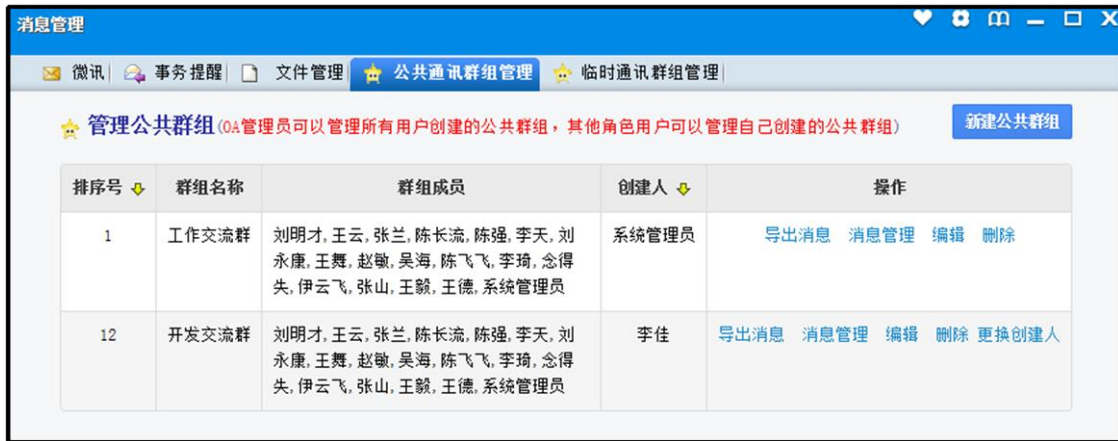 消息管理
微讯 事务提醒 文件管理 公共通讯群组管理 临时通讯群组管理
管理公共群组(OA管理员可以管理所有用户创建的公共群组，其他角色用户可以管理自己创建的公共群组) 新建公共群组
排序号 群组名称 群组成员 创建人 操作
1 工作交流群 刘明才,王云,张兰,陈长流,陈强,李天,刘 系统管理员 导出消息 消息管理 编辑 删除
永康,王舞,赵敏,吴海,陈飞飞,李琦,念得
失,伊云飞,张山,王毅,王德,系统管理员
12 开发交流群 刘明才,王云,张兰,陈长流,陈强,李天,刘 李佳 导出消息 消息管理 编辑 删除 更换创建人
永康,王舞,赵敏,吴海,陈飞飞,李琦,念得
失,伊云飞,张山,王毅,王德,系统管理员